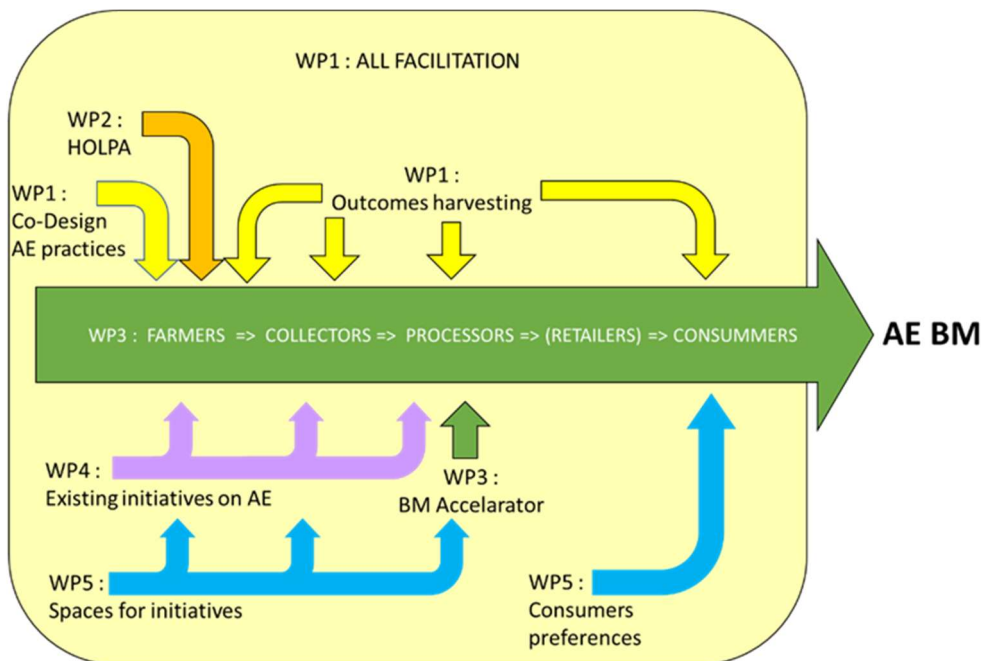 WP1 : ALL FACILITATION
WP2 :
HOLPA
WP1 :
Co-Design
AE practices
WP1 :
Outcomes harvesting
WP3 : FARMERS => COLLECTORS => PROCESSORS => (RETAILERS) => CONSUMMERS
AE BM
WP4 :
Existing initiatives on AE
WP3 :
BM Accelarator
WP5 :
Spaces for initiatives
WP5 :
Consumers
preferences